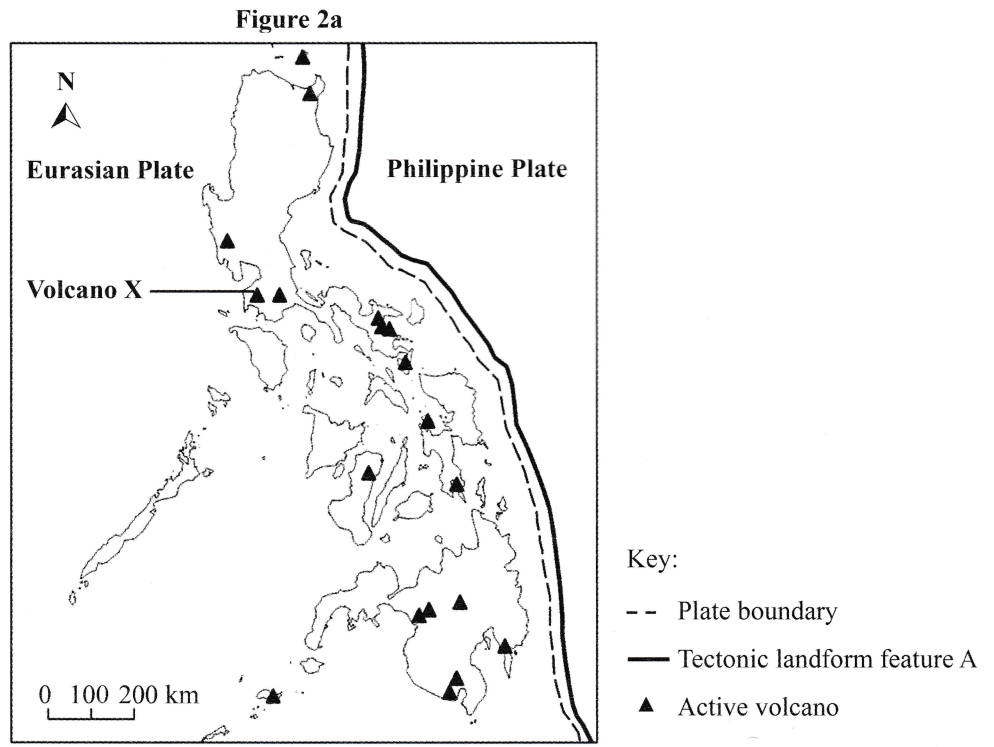 Figure 2a
N
Eurasian Plate
Philippine Plate
Volcano X
0 100 200 km
Key:
Plate boundary
Tectonic landform feature A
Active volcano